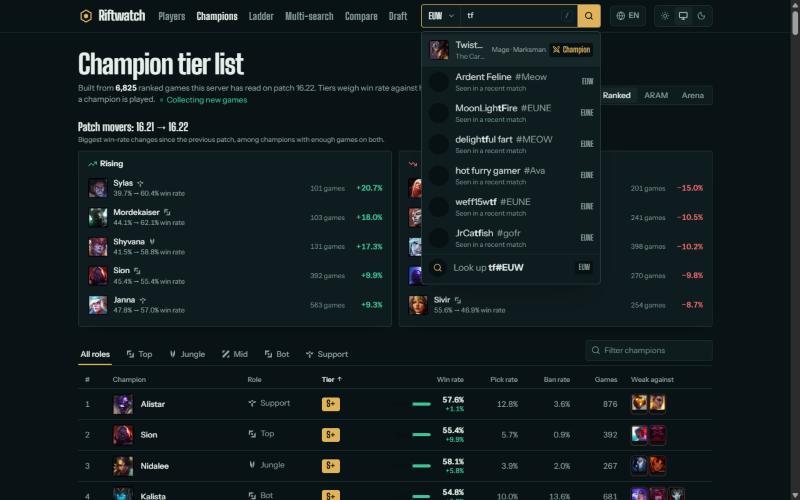 Riftwatch Players Champions Ladder Multi-search Compare Draft EUW tf / EN
Twist... Mage · Marksman Champion
The Car...
Ardent Feline #Meow EUW
Seen in a recent match
MoonLightFire #EUNE EUNE
Seen in a recent match
delightful fart #MEOW EUNE
Seen in a recent match
hot furry gamer #Ava EUNE
Seen in a recent match
weff15wtf #EUNE EUNE
Seen in a recent match
JrCatfish #gofr EUNE
Seen in a recent match
Look up tf#EUW EUW
Champion tier list
Built from 6,825 ranked games this server has read on patch 16.22. Tiers weigh win rate against
a champion is played. Collecting new games
Ranked ARAM Arena
Patch movers: 16.21 → 16.22
Biggest win-rate changes since the previous patch, among champions with enough games on both.
Rising
Sylas 101 games +20.7%
39.7% → 60.4% win rate
Mordekaiser 103 games +18.0%
44.1% → 62.1% win rate
Shyvana 131 games +17.3%
41.5% → 58.8% win rate
Sion 392 games +9.9%
45.4% → 55.4% win rate
Janna 563 games +9.3%
47.8% → 57.0% win rate
201 games −15.0%
241 games −10.5%
398 games −10.2%
270 games −9.8%
Sivir 254 games −8.7%
55.6% → 46.9% win rate
All roles Top Jungle Mid Bot Support Filter champions
# Champion Role Tier ↑ Win rate Pick rate Ban rate Games Weak against
1 Alistar Support S+ 57.6% 12.8% 3.6% 876
+1.1%
2 Sion Top S+ 55.4% 5.7% 0.9% 392
+9.9%
3 Nidalee Jungle S+ 58.1% 3.9% 2.0% 267
+5.8%
4 Kalista Bot S+ 54.8% 10.0% 13.6% 681